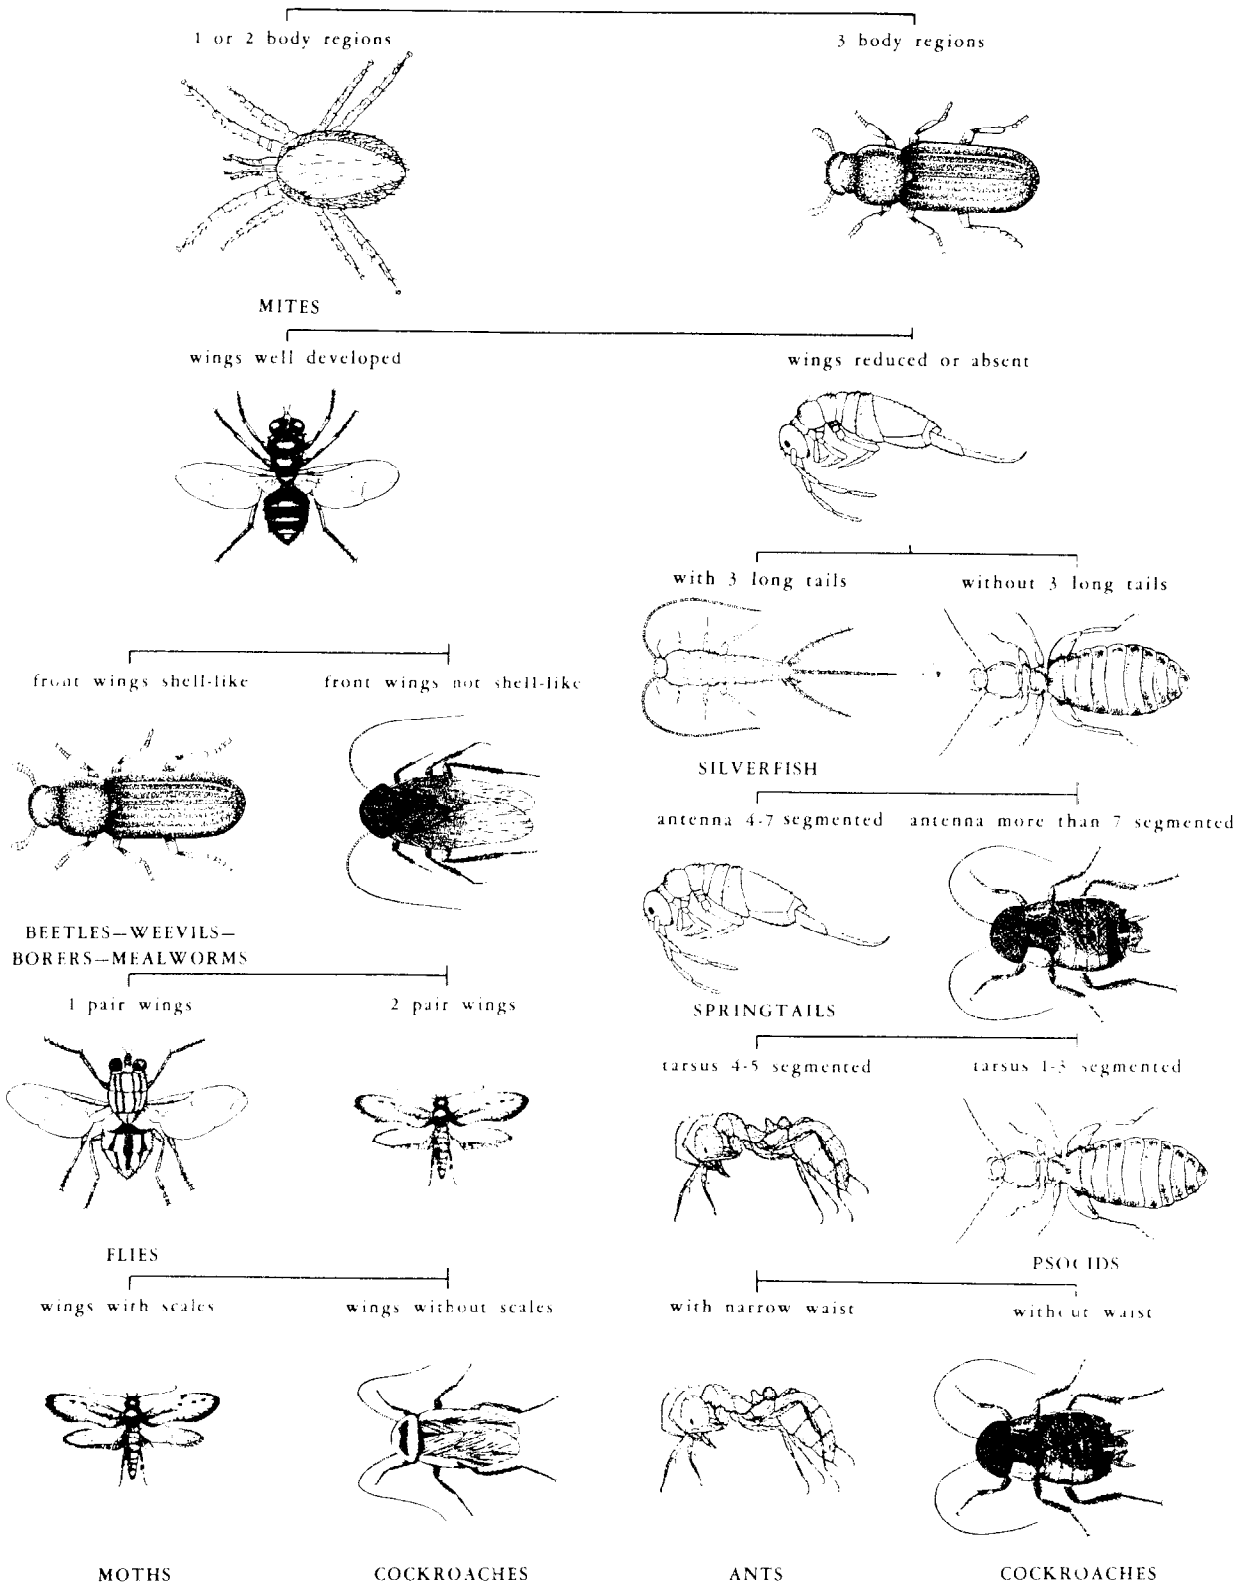 1 or 2 body regions
3 body regions
MITES
wings well developed
wings reduced or absent
with 3 long tails
without 3 long tails
front wings shell-like
front wings not shell-like
SILVERFISH
antenna 4-7 segmented
antenna more than 7 segmented
BEETLES—WEEVILS—
BORERS—MEALWORMS
1 pair wings
2 pair wings
SPRINGTAILS
tarsus 4-5 segmented
tarsus 1-3 segmented
FLIES
PSOCIDS
wings with scales
wings without scales
with narrow waist
without waist
MOTHS
COCKROACHES
ANTS
COCKROACHES